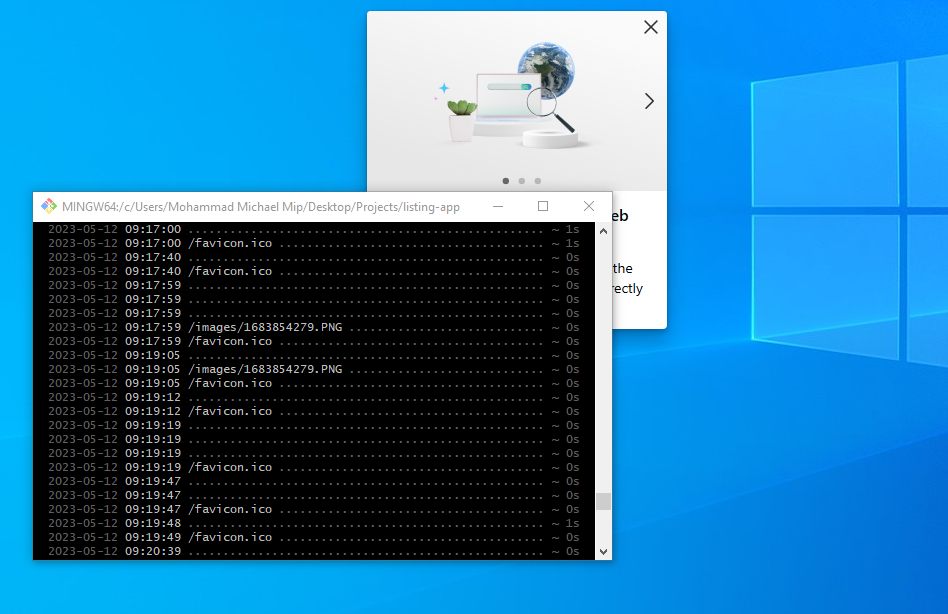 MINGW64:/c/Users/Mohammad Michael Mip/Desktop/Projects/listing-app
eb
the
rectly
2023-05-12 09:17:00 ................................................... ~ 1s
2023-05-12 09:17:00 /favicon.ico ...................................... ~ 1s
2023-05-12 09:17:40 ................................................... ~ 0s
2023-05-12 09:17:40 /favicon.ico ...................................... ~ 0s
2023-05-12 09:17:59 ................................................... ~ 0s
2023-05-12 09:17:59 ................................................... ~ 0s
2023-05-12 09:17:59 ................................................... ~ 0s
2023-05-12 09:17:59 /images/1683854279.PNG ............................ ~ 0s
2023-05-12 09:17:59 /favicon.ico ...................................... ~ 0s
2023-05-12 09:19:05 ................................................... ~ 0s
2023-05-12 09:19:05 /images/1683854279.PNG ............................ ~ 0s
2023-05-12 09:19:05 /favicon.ico ...................................... ~ 0s
2023-05-12 09:19:12 ................................................... ~ 0s
2023-05-12 09:19:12 /favicon.ico ...................................... ~ 0s
2023-05-12 09:19:19 ................................................... ~ 0s
2023-05-12 09:19:19 ................................................... ~ 0s
2023-05-12 09:19:19 ................................................... ~ 0s
2023-05-12 09:19:19 /favicon.ico ...................................... ~ 0s
2023-05-12 09:19:47 ................................................... ~ 0s
2023-05-12 09:19:47 ................................................... ~ 0s
2023-05-12 09:19:47 /favicon.ico ...................................... ~ 0s
2023-05-12 09:19:48 ................................................... ~ 1s
2023-05-12 09:19:49 /favicon.ico ...................................... ~ 0s
2023-05-12 09:20:39 ................................................... ~ 0s